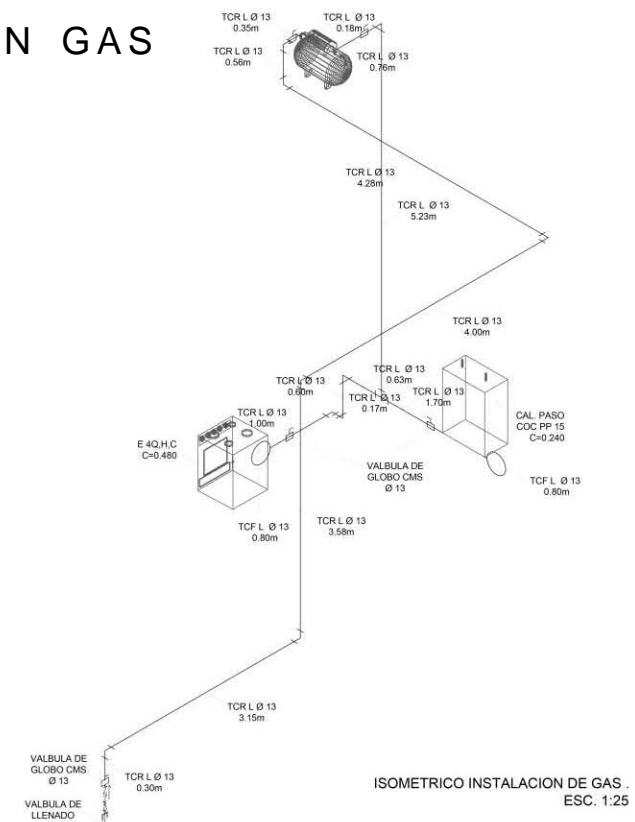 N GAS
TCR L Ø 13
0.35m
TCR L Ø 13
0.18m
TCR L Ø 13
0.56m
TCR L Ø 13
0.76m
TCR L Ø 13
4.28m
TCR L Ø 13
5.23m
TCR L Ø 13
4.00m
TCR L Ø 13
0.60m
TCR L Ø 13
0.63m
TCR L Ø 13
0.17m
TCR L Ø 13
1.70m
TCR L Ø 13
1.00m
E 4Q,H,C
C=0.480
CAL. PASO
COC PP 15
C=0.240
VALBULA DE
GLOBO CMS
Ø 13
TCF L Ø 13
0.80m
TCF L Ø 13
0.80m
TCR L Ø 13
3.58m
TCR L Ø 13
3.15m
VALBULA DE
GLOBO CMS
Ø 13
TCR L Ø 13
0.30m
VALBULA DE
LLENADO
ISOMETRICO INSTALACION DE GAS .
ESC. 1:25